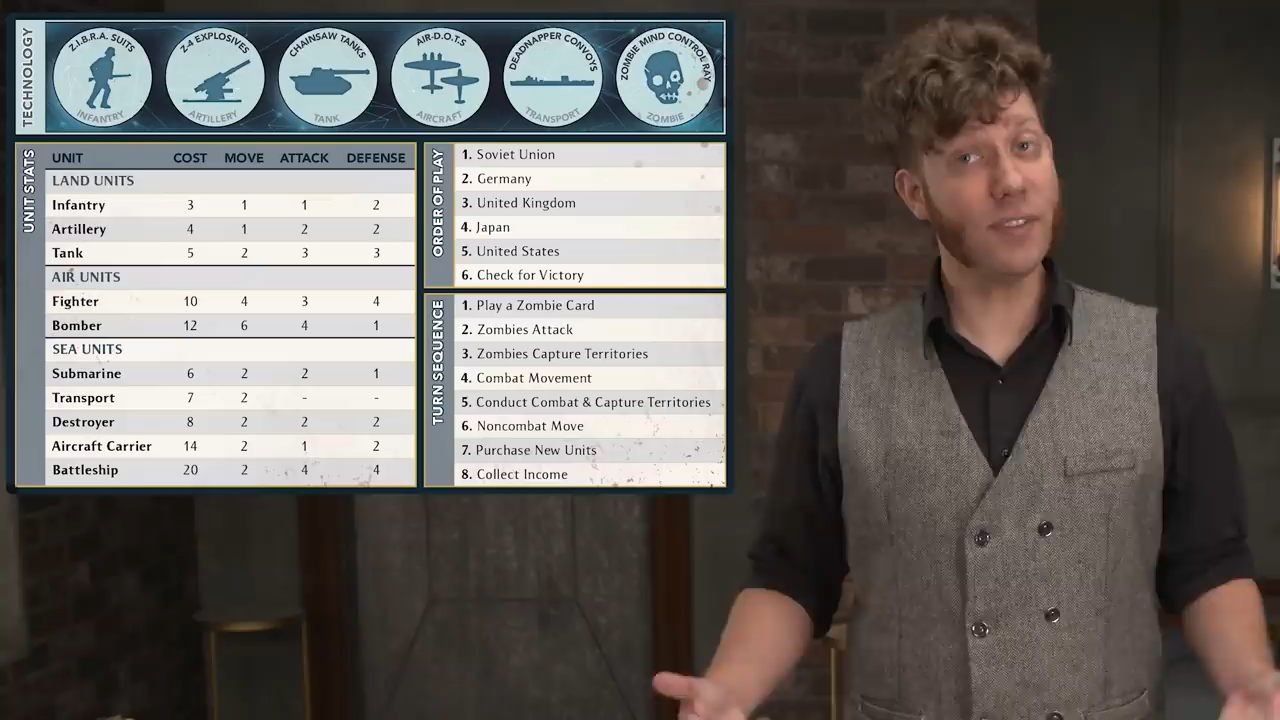 TECHNOLOGY
Z.I.B.R.A. SUITS
INFANTRY
Z-4 EXPLOSIVES
ARTILLERY
CHAINSAW TANKS
TANK
AIR-D.O.T.S
AIRCRAFT
DEADNAPPER CONVOYS
TRANSPORT
ZOMBIE MIND CONTROL RAY
ZOMBIE
UNIT STATS
UNIT COST MOVE ATTACK DEFENSE
LAND UNITS
Infantry 3 1 1 2
Artillery 4 1 2 2
Tank 5 2 3 3
AIR UNITS
Fighter 10 4 3 4
Bomber 12 6 4 1
SEA UNITS
Submarine 6 2 2 1
Transport 7 2 - -
Destroyer 8 2 2 2
Aircraft Carrier 14 2 1 2
Battleship 20 2 4 4
ORDER OF PLAY
1. Soviet Union
2. Germany
3. United Kingdom
4. Japan
5. United States
6. Check for Victory
TURN SEQUENCE
1. Play a Zombie Card
2. Zombies Attack
3. Zombies Capture Territories
4. Combat Movement
5. Conduct Combat & Capture Territories
6. Noncombat Move
7. Purchase New Units
8. Collect Income